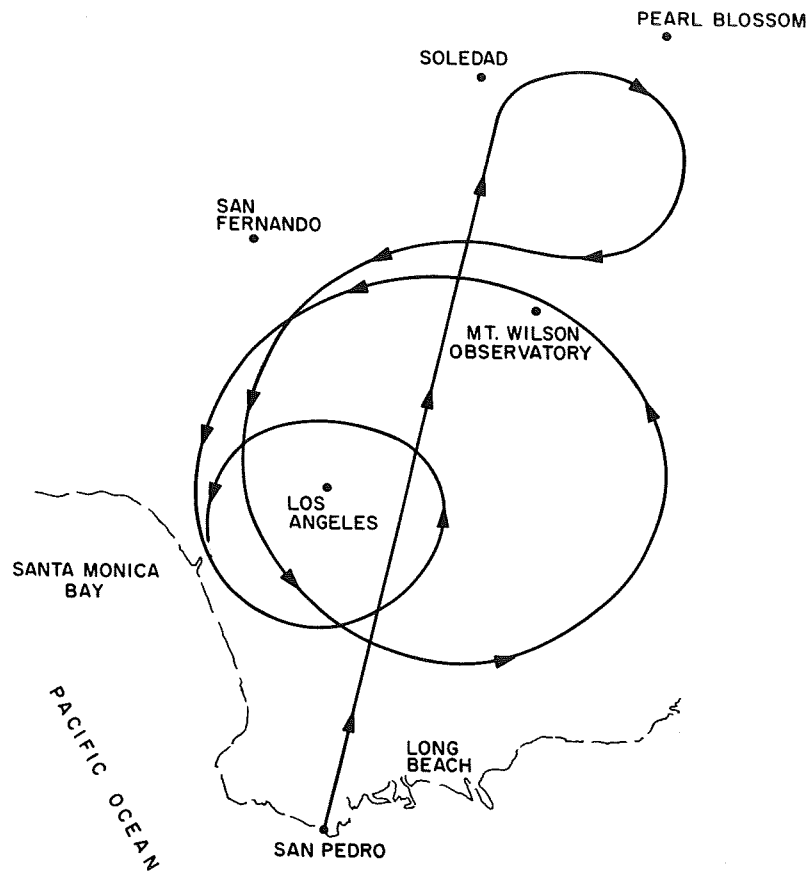 PEARL BLOSSOM
SOLEDAD
SAN
FERNANDO
MT. WILSON
OBSERVATORY
LOS
ANGELES
SANTA MONICA
BAY
PACIFIC OCEAN
LONG
BEACH
SAN PEDRO